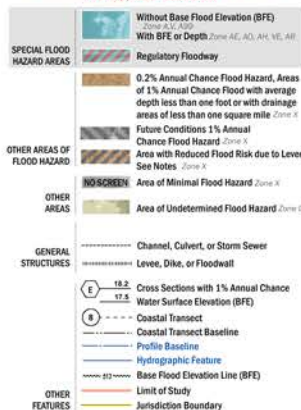 Without Base Flood Elevation (BFE)
Zone A,V, A99
With BFE or Depth Zone AE, AO, AH, VE, AR
SPECIAL FLOOD
HAZARD AREAS
Regulatory Floodway
0.2% Annual Chance Flood Hazard, Areas
of 1% Annual Chance Flood with average
depth less than one foot or with drainage
areas of less than one square mile Zone X
Future Conditions 1% Annual
Chance Flood Hazard Zone X
OTHER AREAS OF
FLOOD HAZARD
Area with Reduced Flood Risk due to Levee
See Notes Zone X
NO SCREEN Area of Minimal Flood Hazard Zone X
OTHER
AREAS
Area of Undetermined Flood Hazard Zone D
GENERAL
STRUCTURES
Channel, Culvert, or Storm Sewer
Levee, Dike, or Floodwall
E 18.2 Cross Sections with 1% Annual Chance
17.5 Water Surface Elevation (BFE)
8 Coastal Transect
Coastal Transect Baseline
Profile Baseline
Hydrographic Feature
513 Base Flood Elevation Line (BFE)
OTHER
FEATURES
Limit of Study
Jurisdiction Boundary